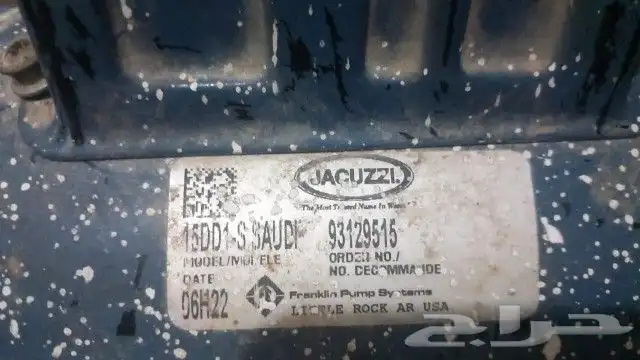 JACUZZI.
The Most Trusted Name In Water
15DD1-S SAUDI 93129515
MODEL/MODELE ORDER NO./
NO. DECOMMANDE
DATE
06H22 Franklin Pump Systems
LITTLE ROCK AR USA
حراج